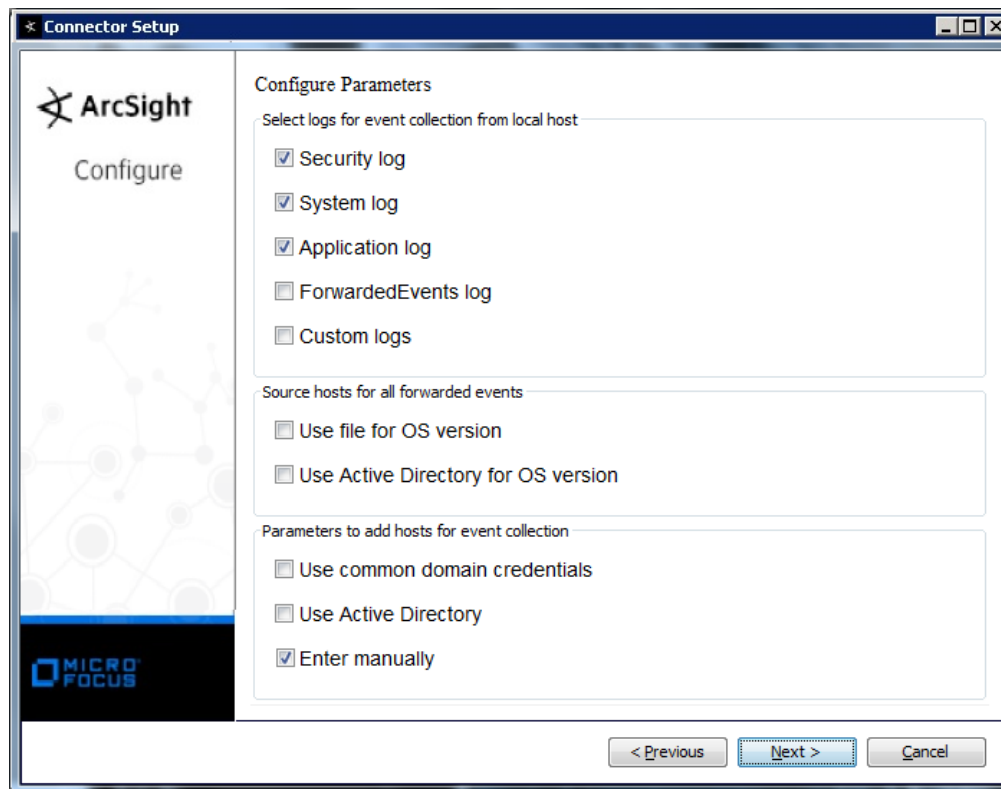 Connector Setup
ArcSight
Configure
Configure Parameters
Select logs for event collection from local host
Security log
System log
Application log
ForwardedEvents log
Custom logs
Source hosts for all forwarded events
Use file for OS version
Use Active Directory for OS version
Parameters to add hosts for event collection
Use common domain credentials
Use Active Directory
Enter manually
MICRO
FOCUS
< Previous
Next >
Cancel